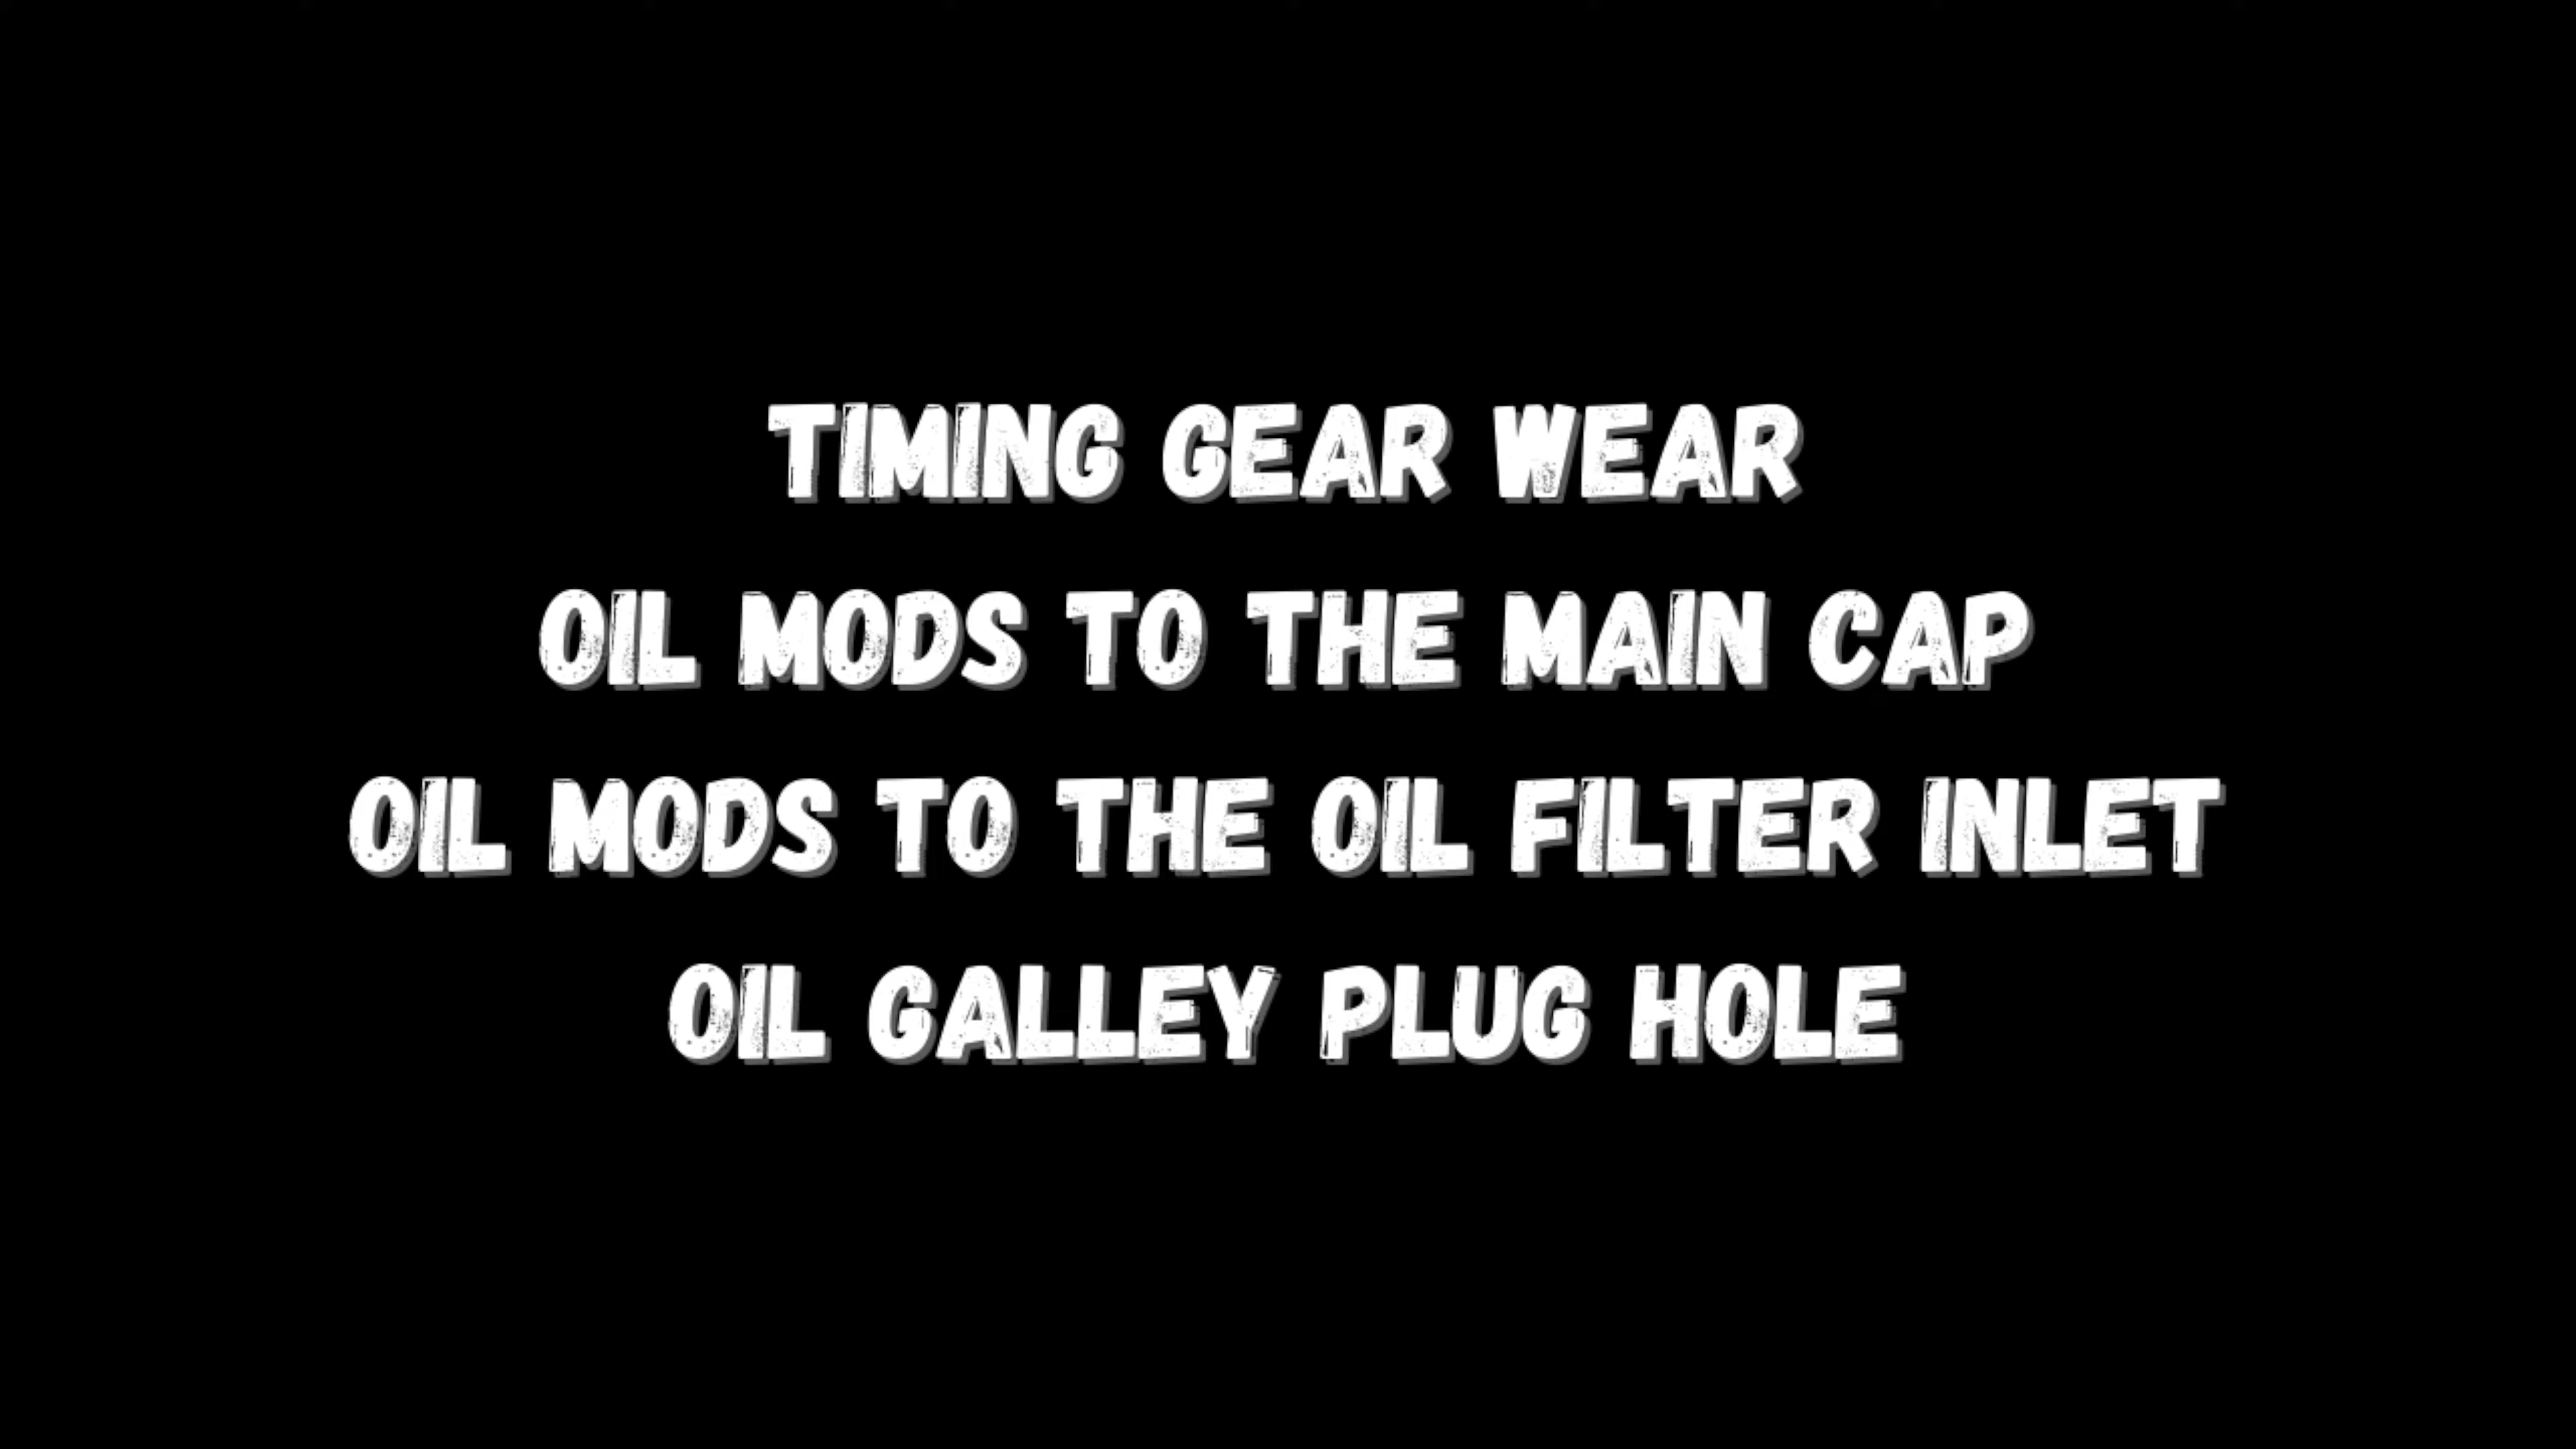 TIMING GEAR WEAR
OIL MODS TO THE MAIN CAP
OIL MODS TO THE OIL FILTER INLET
OIL GALLEY PLUG HOLE